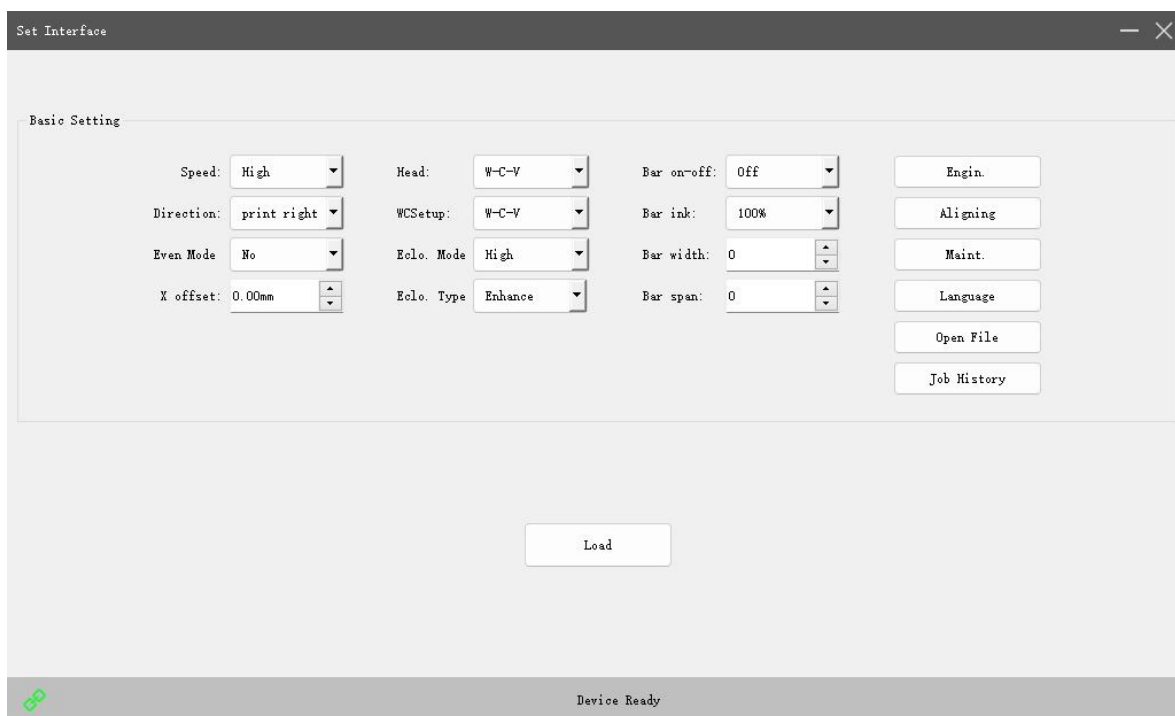 Set Interface
Basic Setting
Speed: High Head: W-C-V Bar on-off: Off Engin.
Direction: print right WCSetup: W-C-V Bar ink: 100% Aligning
Even Mode No Eclo. Mode High Bar width: 0 Maint.
X offset: 0.00mm Eclo. Type Enhance Bar span: 0 Language
Open File
Job History
Load
Device Ready